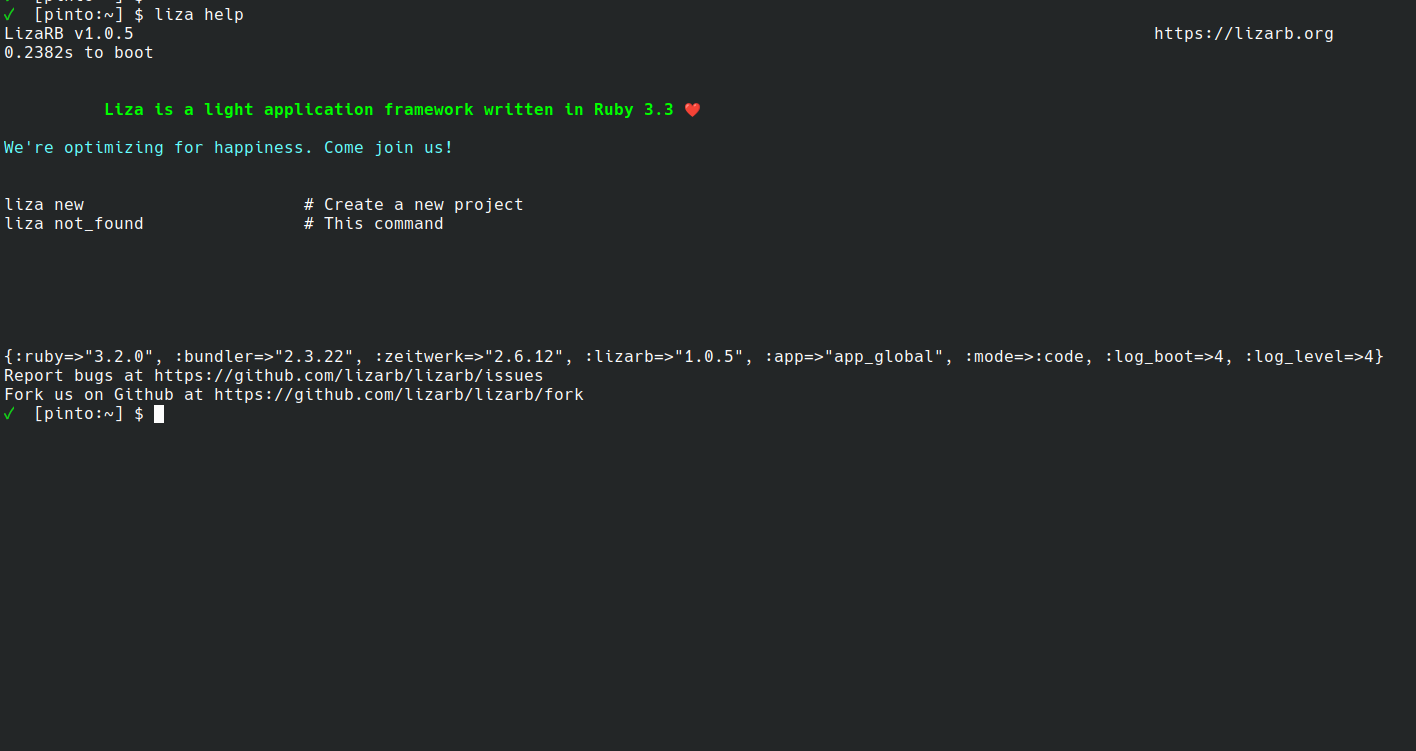 ✓  [pinto:~] $ liza help
LizaRB v1.0.5 https://lizarb.org
0.2382s to boot
Liza is a light application framework written in Ruby 3.3 ❤️
We're optimizing for happiness. Come join us!
liza new                      # Create a new project
liza not_found                # This command
{:ruby=>"3.2.0", :bundler=>"2.3.22", :zeitwerk=>"2.6.12", :lizarb=>"1.0.5", :app=>"app_global", :mode=>:code, :log_boot=>4, :log_level=>4}
Report bugs at https://github.com/lizarb/lizarb/issues
Fork us on Github at https://github.com/lizarb/lizarb/fork
✓  [pinto:~] $